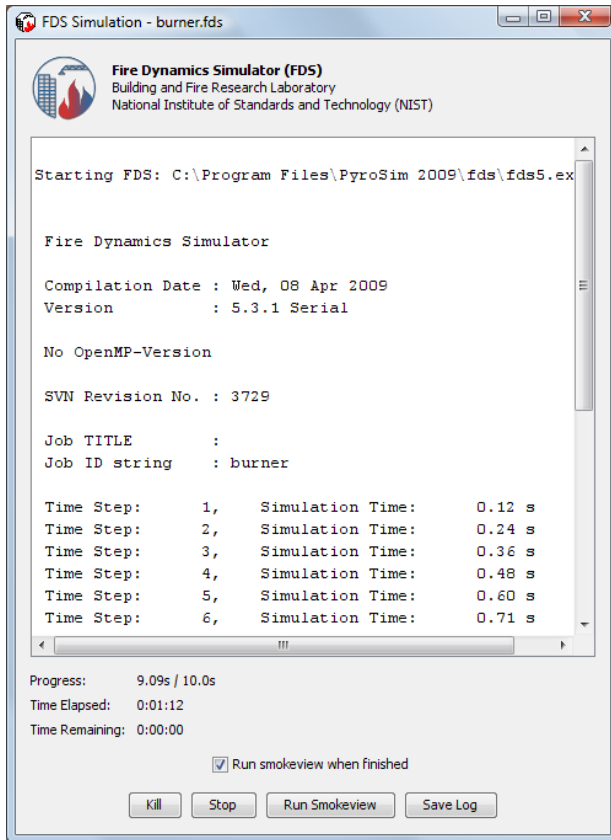 FDS Simulation - burner.fds
Fire Dynamics Simulator (FDS)
Building and Fire Research Laboratory
National Institute of Standards and Technology (NIST)
Starting FDS: C:\Program Files\PyroSim 2009\fds\fds5.ex
Fire Dynamics Simulator
Compilation Date : Wed, 08 Apr 2009
Version : 5.3.1 Serial
No OpenMP-Version
SVN Revision No. : 3729
Job TITLE :
Job ID string : burner
Time Step: 1, Simulation Time: 0.12 s
Time Step: 2, Simulation Time: 0.24 s
Time Step: 3, Simulation Time: 0.36 s
Time Step: 4, Simulation Time: 0.48 s
Time Step: 5, Simulation Time: 0.60 s
Time Step: 6, Simulation Time: 0.71 s
Progress: 9.09s / 10.0s
Time Elapsed: 0:01:12
Time Remaining: 0:00:00
Run smokeview when finished
Kill Stop Run Smokeview Save Log